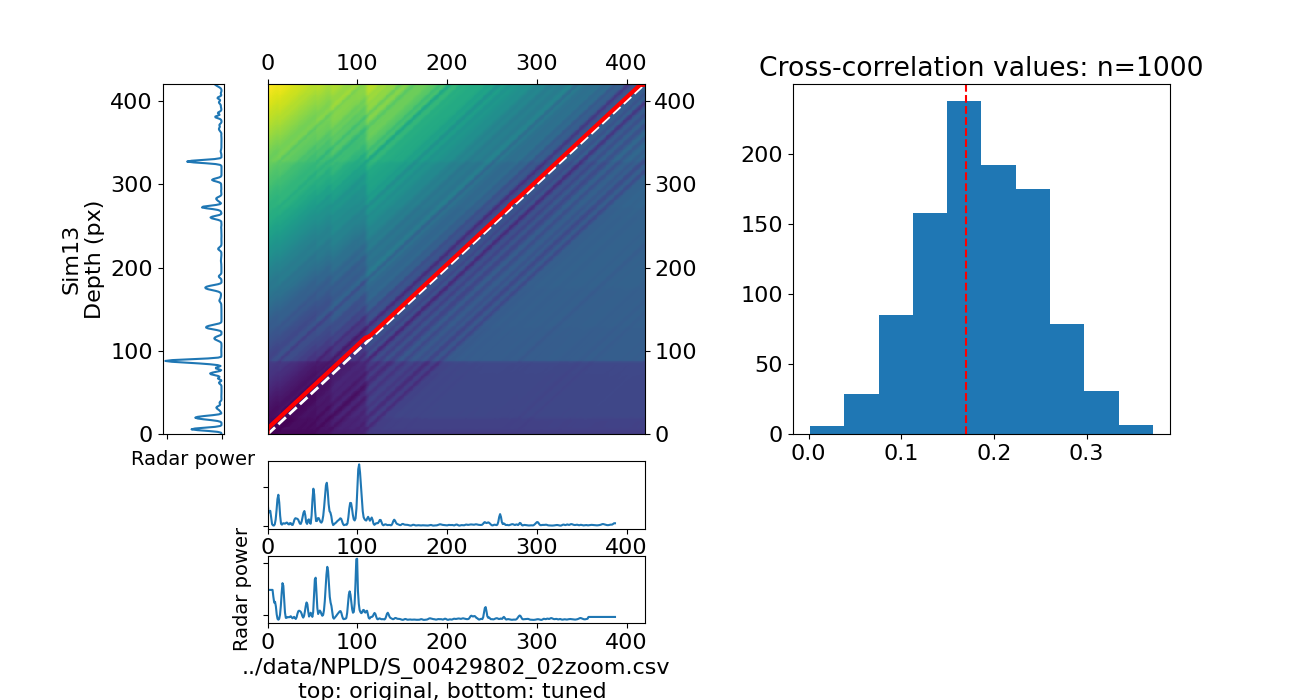 Cross-correlation values: n=1000
0 100 200 300 400
400
300
200
100
0
Sim13
Depth (px)
Radar power
400
300
200
100
0
200
150
100
50
0
0.0 0.1 0.2 0.3
0 100 200 300 400
Radar power
0 100 200 300 400
../data/NPLD/S_00429802_02zoom.csv
top: original, bottom: tuned